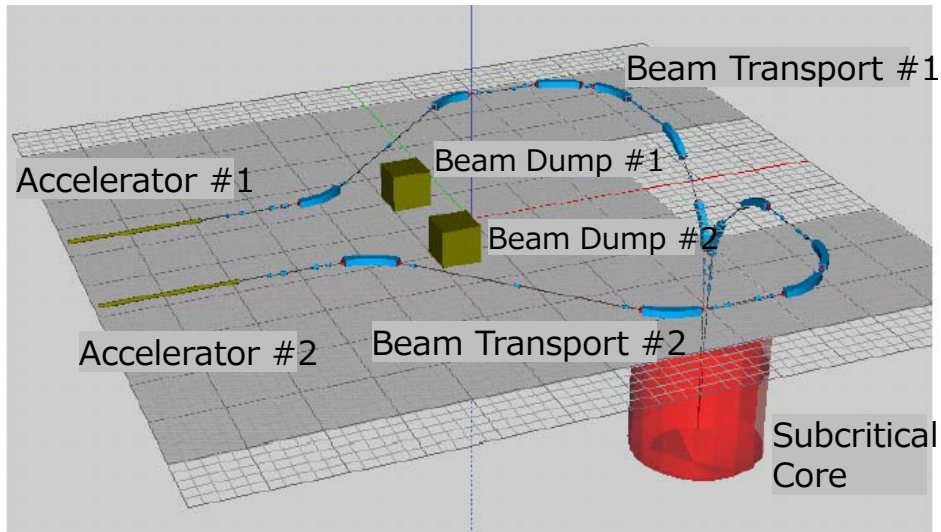 Beam Transport #1
Beam Dump #1
Accelerator #1
Beam Dump #2
Accelerator #2
Beam Transport #2
Subcritical
Core